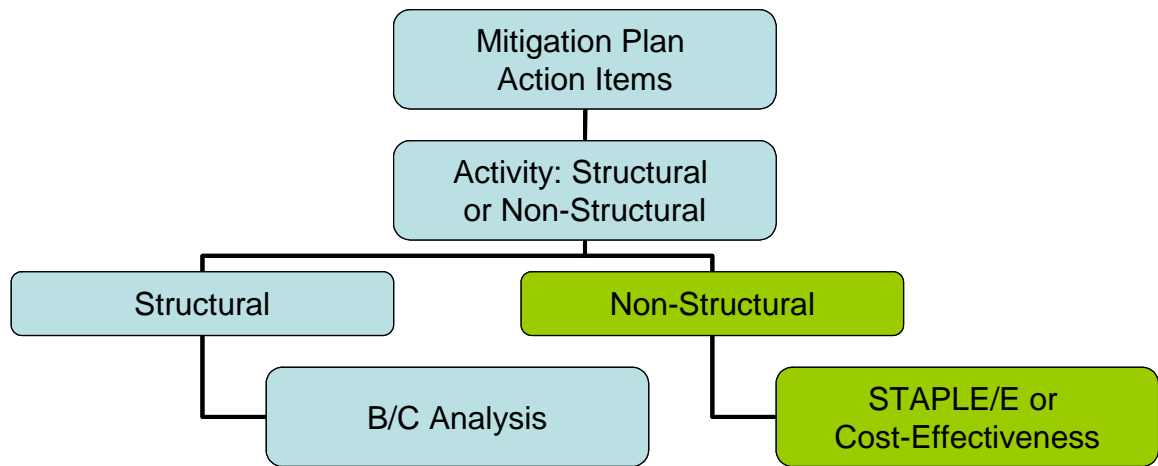 Mitigation Plan
Action Items
Activity: Structural
or Non-Structural
Structural
Non-Structural
B/C Analysis
STAPLE/E or
Cost-Effectiveness